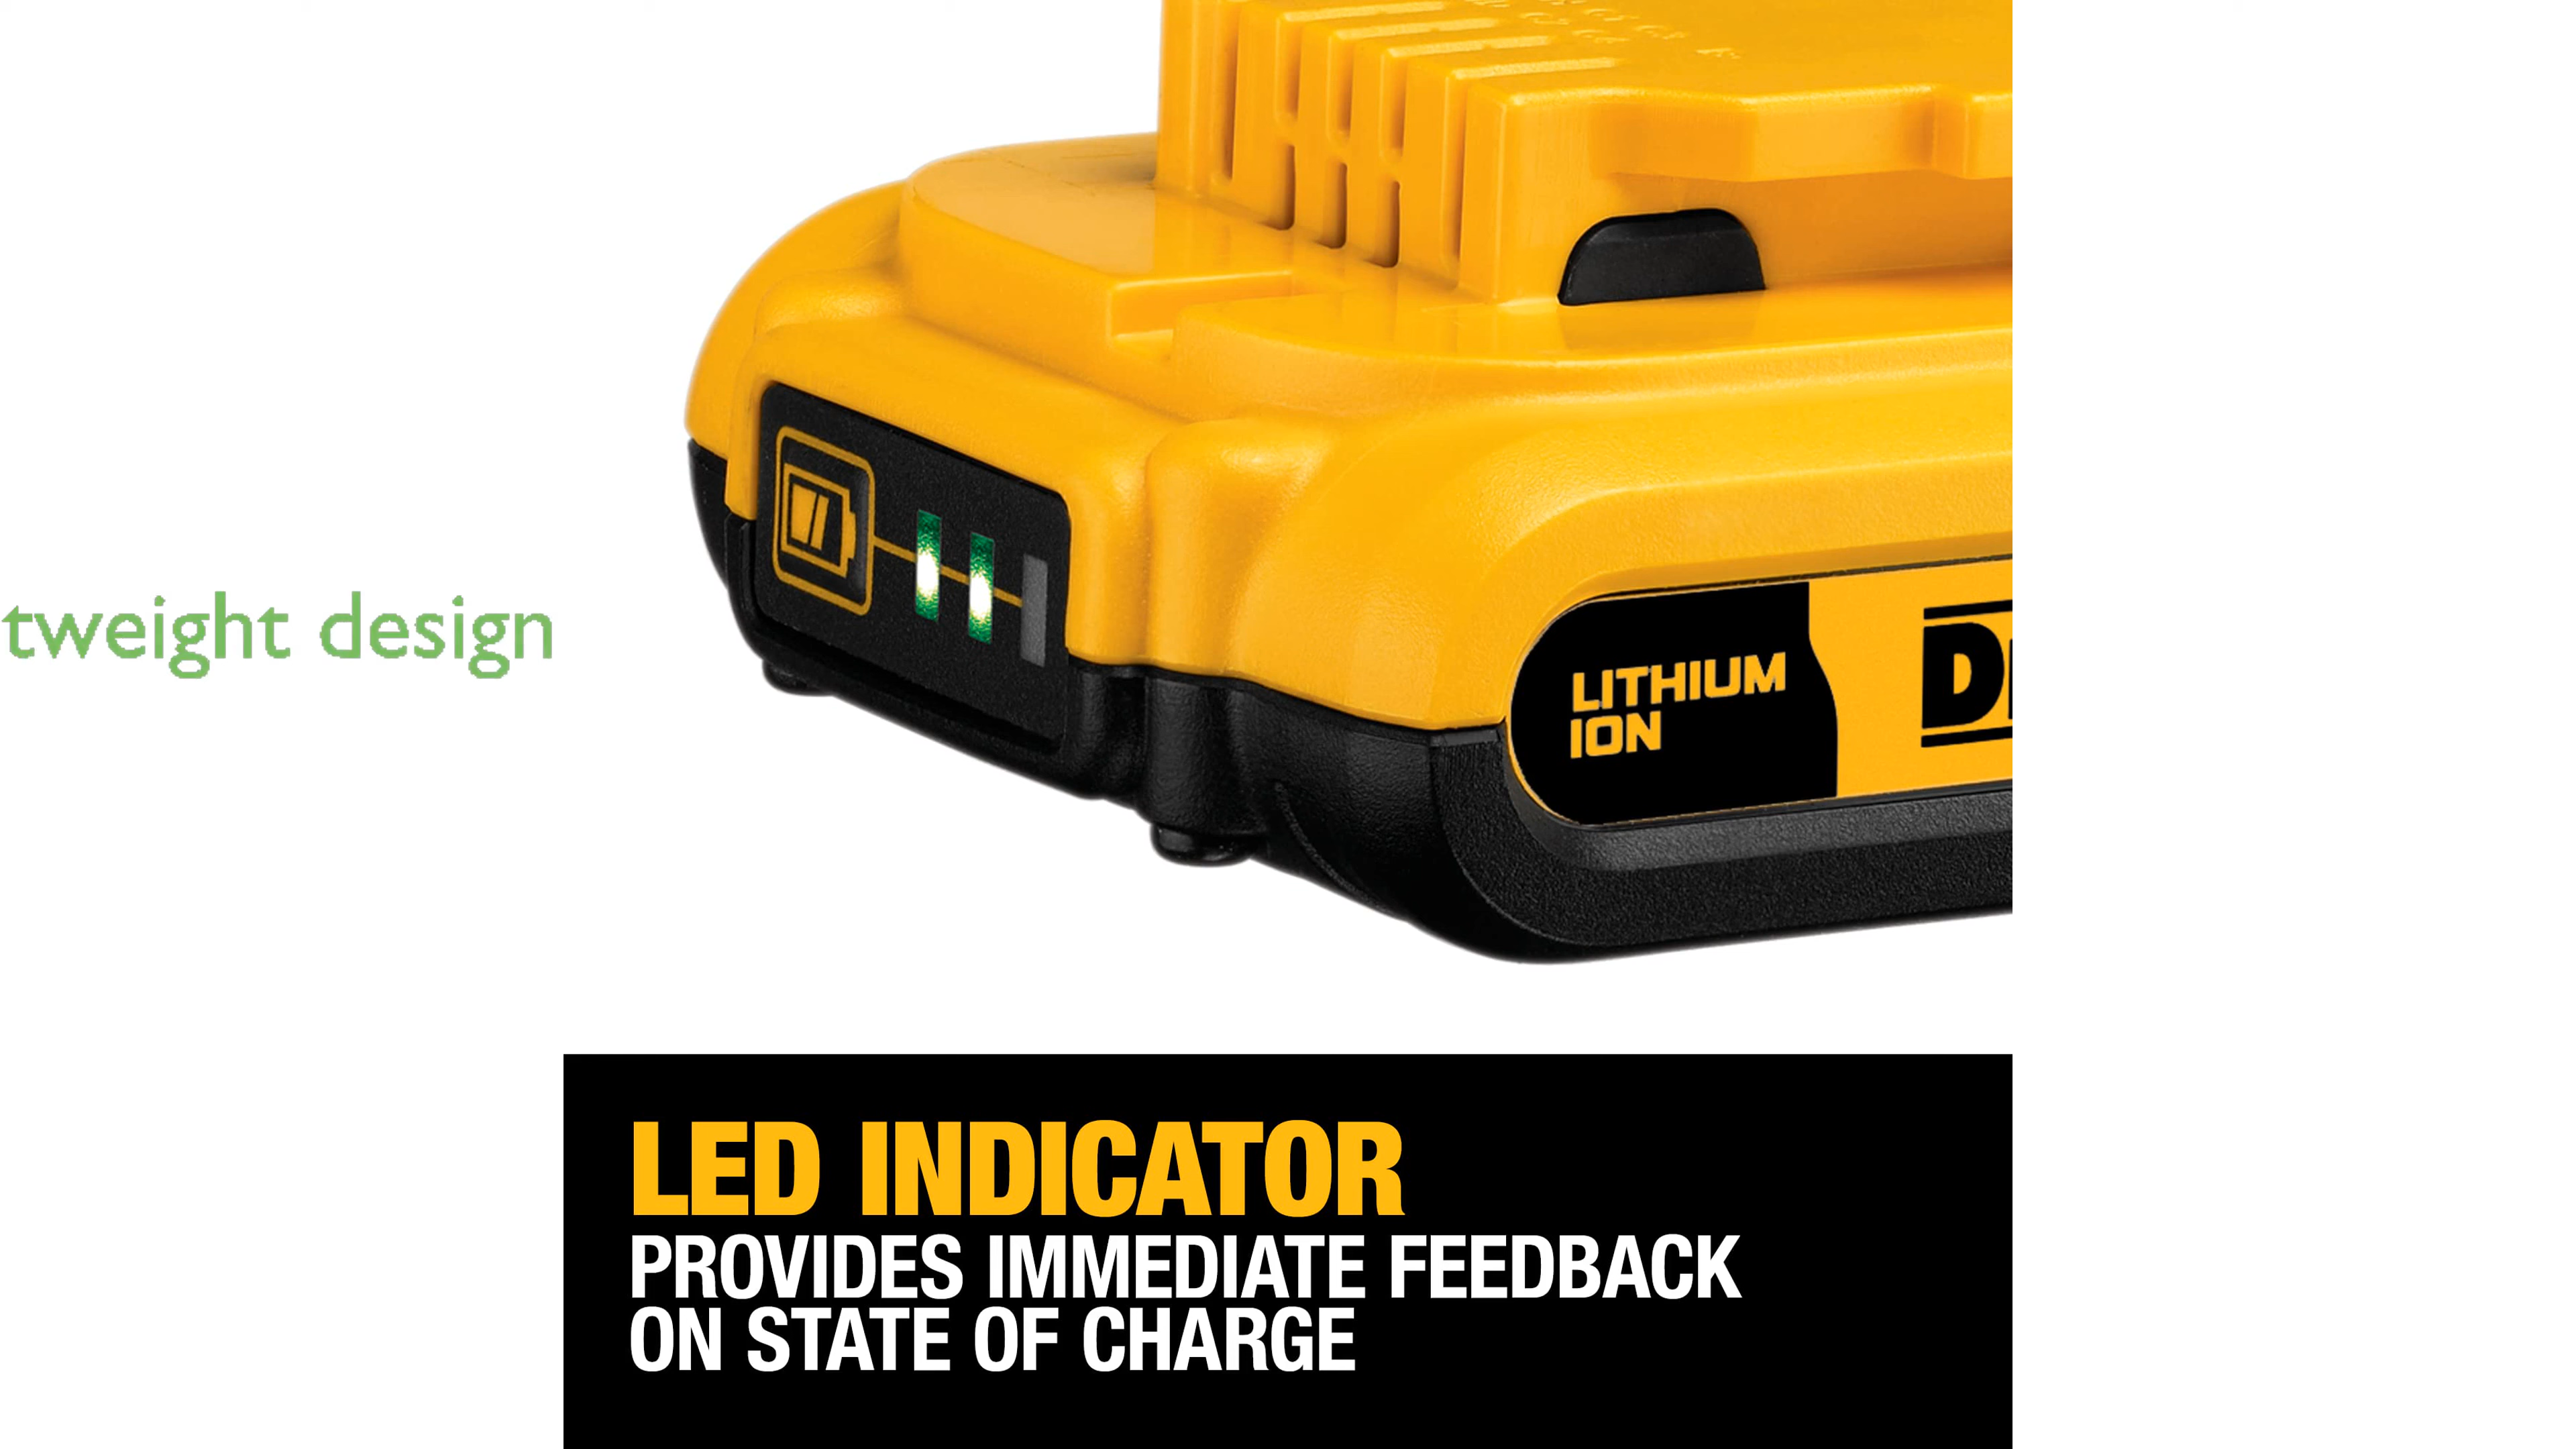 tweight design
LITHIUM
ION
LED INDICATOR
PROVIDES IMMEDIATE FEEDBACK
ON STATE OF CHARGE